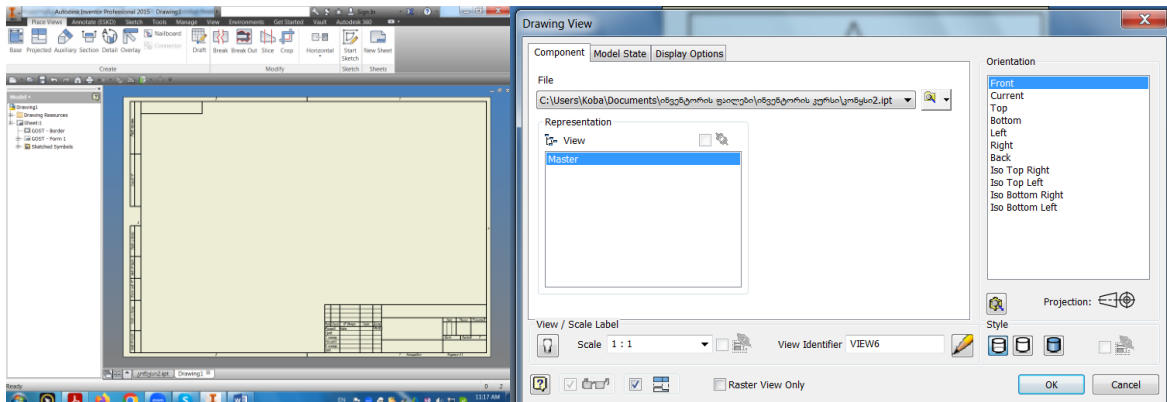 Autodesk Inventor Professional 2015 Drawing1
Sign In
Place Views Annotate (ESKD) Sketch Tools Manage View Environments Get Started Vault Autodesk 360
Base Projected Auxiliary Section Detail Overlay
Nailboard
Connector
Draft Break Break Out Slice Crop Horizontal
Start Sketch
New Sheet
Create Modify Sketch Sheets
Model
Drawing1
Drawing Resources
Sheet:1
GOST - Border
GOST - Form 1
Sketched Symbols
Drawing1
Ready
0 2
EN
11:17 AM
Drawing View
Component Model State Display Options
File
C:\Users\Koba\Documents\ინვენტორის ფაილები\ინვენტორის კურსი\კონუსი2.ipt
Representation
View
Master
Orientation
Front
Current
Top
Bottom
Left
Right
Back
Iso Top Right
Iso Top Left
Iso Bottom Right
Iso Bottom Left
Projection:
View / Scale Label
Scale 1 : 1
View Identifier VIEW6
Style
Raster View Only
OK Cancel